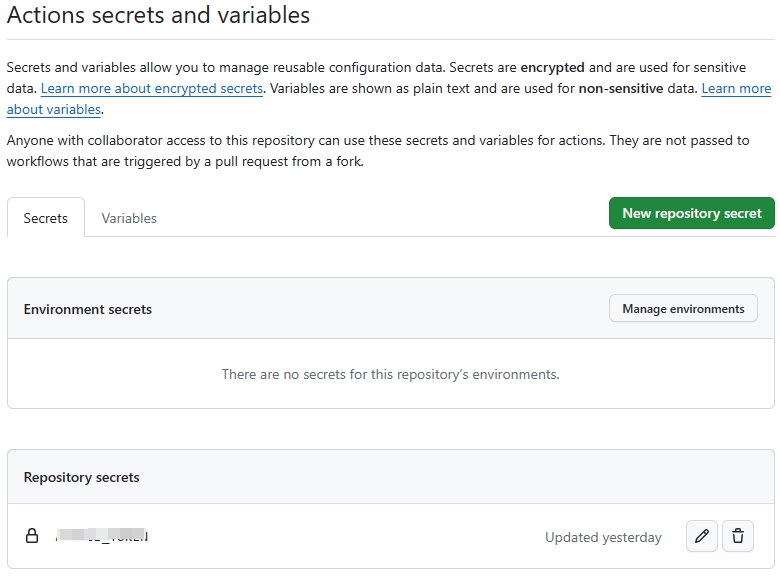 Actions secrets and variables
Secrets and variables allow you to manage reusable configuration data. Secrets are encrypted and are used for sensitive
data. Learn more about encrypted secrets. Variables are shown as plain text and are used for non-sensitive data. Learn more
about variables.
Anyone with collaborator access to this repository can use these secrets and variables for actions. They are not passed to
workflows that are triggered by a pull request from a fork.
Secrets
Variables
New repository secret
Environment secrets
Manage environments
There are no secrets for this repository's environments.
Repository secrets
Updated yesterday